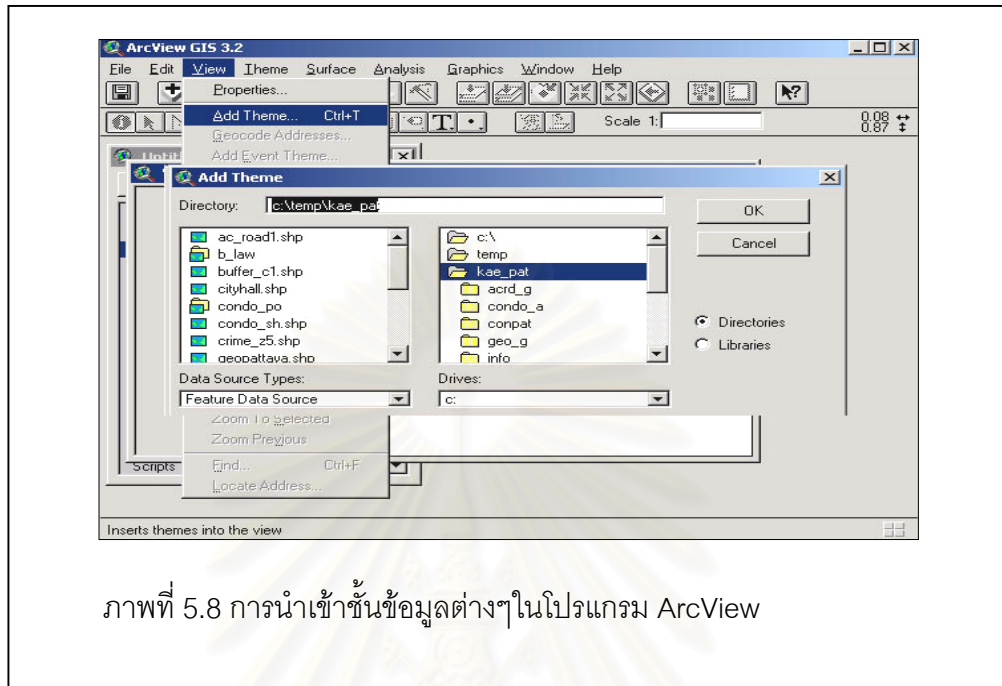 ArcView GIS 3.2
File Edit View Theme Surface Analysis Graphics Window Help
Properties...
Add Theme... Ctrl+T
Scale 1:
0.08
0.87
Geocode Addresses...
Add Event Theme...
Add Theme
Directory: c:\temp\kae_pat
OK
Cancel
ac_road1.shp
b_law
buffer_c1.shp
cityhall.shp
condo_po
condo_sh.shp
crime_z5.shp
geopattaya.shp
c:\
temp
kae_pat
acrd_g
condo_a
conpat
geo_g
info
Directories
Libraries
Data Source Types:
Feature Data Source
Drives:
c:
Zoom To Selected
Zoom Previous
Scripts
Find... Ctrl+F
Locate Address...
Inserts themes into the view
ภาพที่ 5.8 การนำเข้าชั้นข้อมูลต่างๆในโปรแกรม ArcView